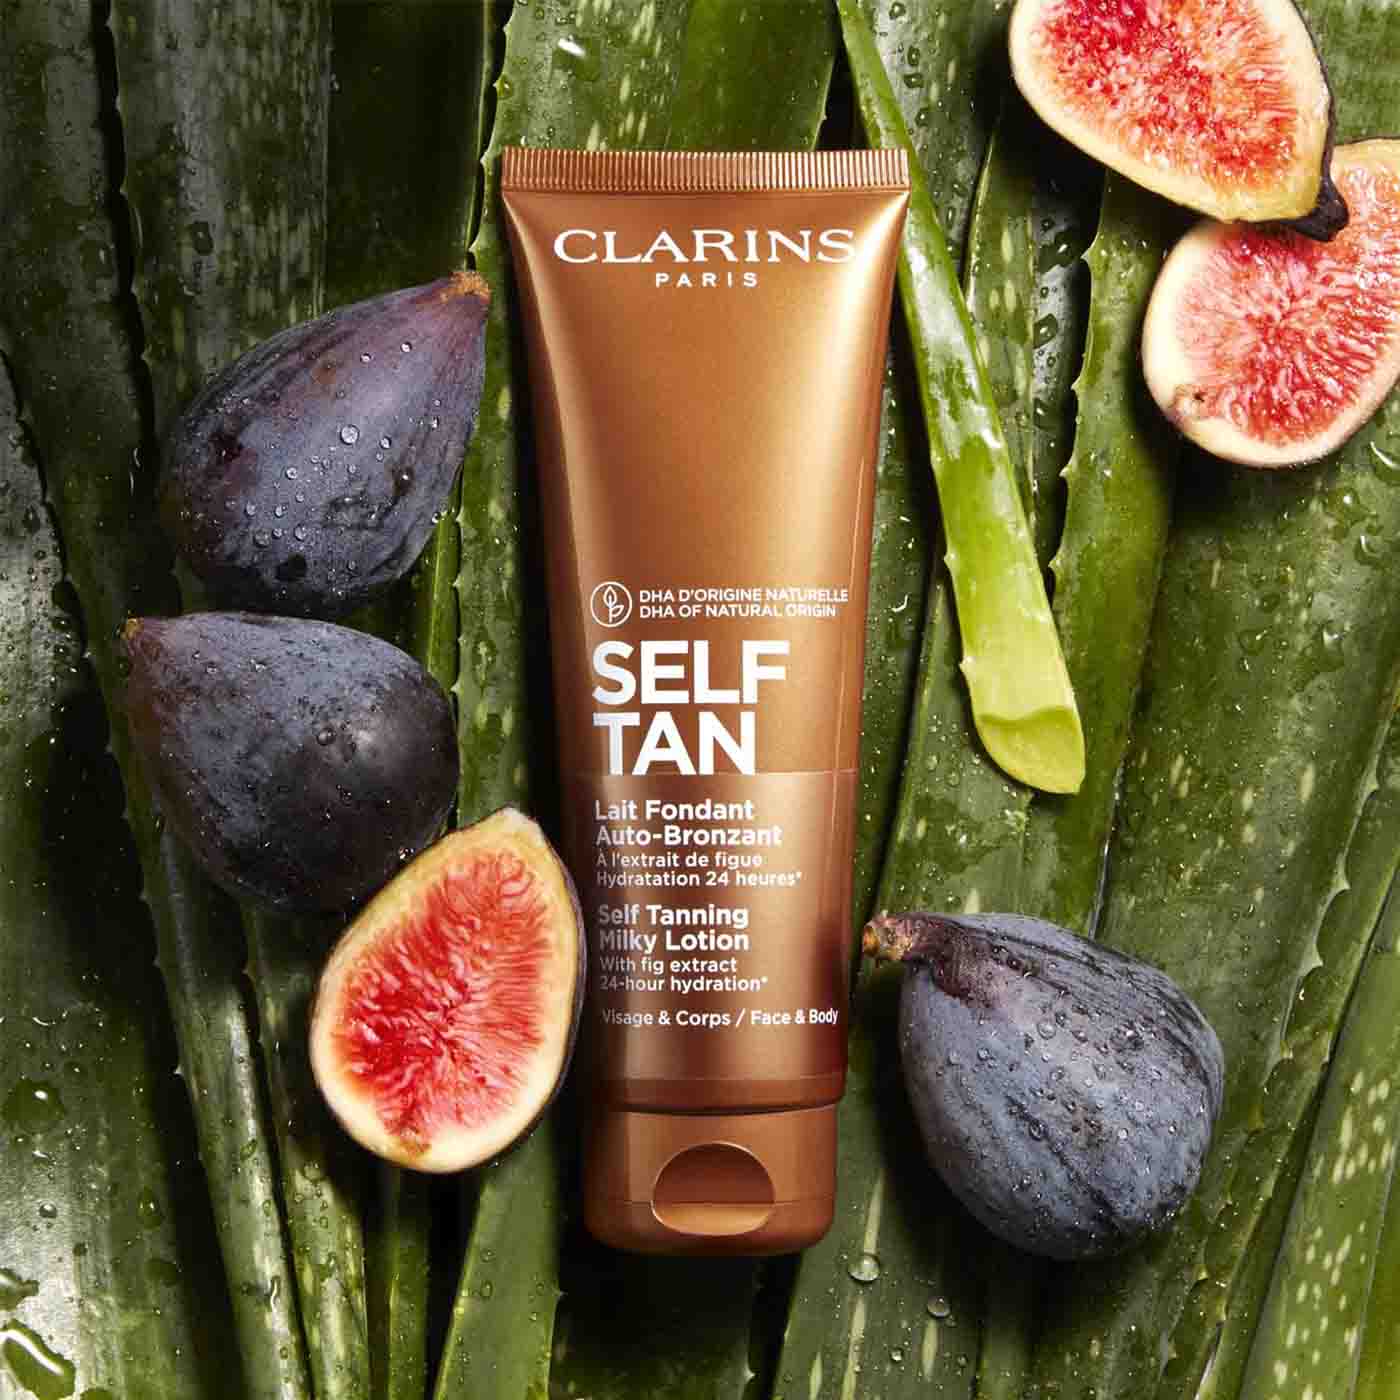 CLARINS
PARIS
DHA D'ORIGINE NATURELLE
DHA OF NATURAL ORIGIN
SELF
TAN
Lait Fondant
Auto-Bronzant
À l'extrait de figue
Hydratation 24 heures*
Self Tanning
Milky Lotion
With fig extract
24-hour hydration*
Visage & Corps / Face & Body